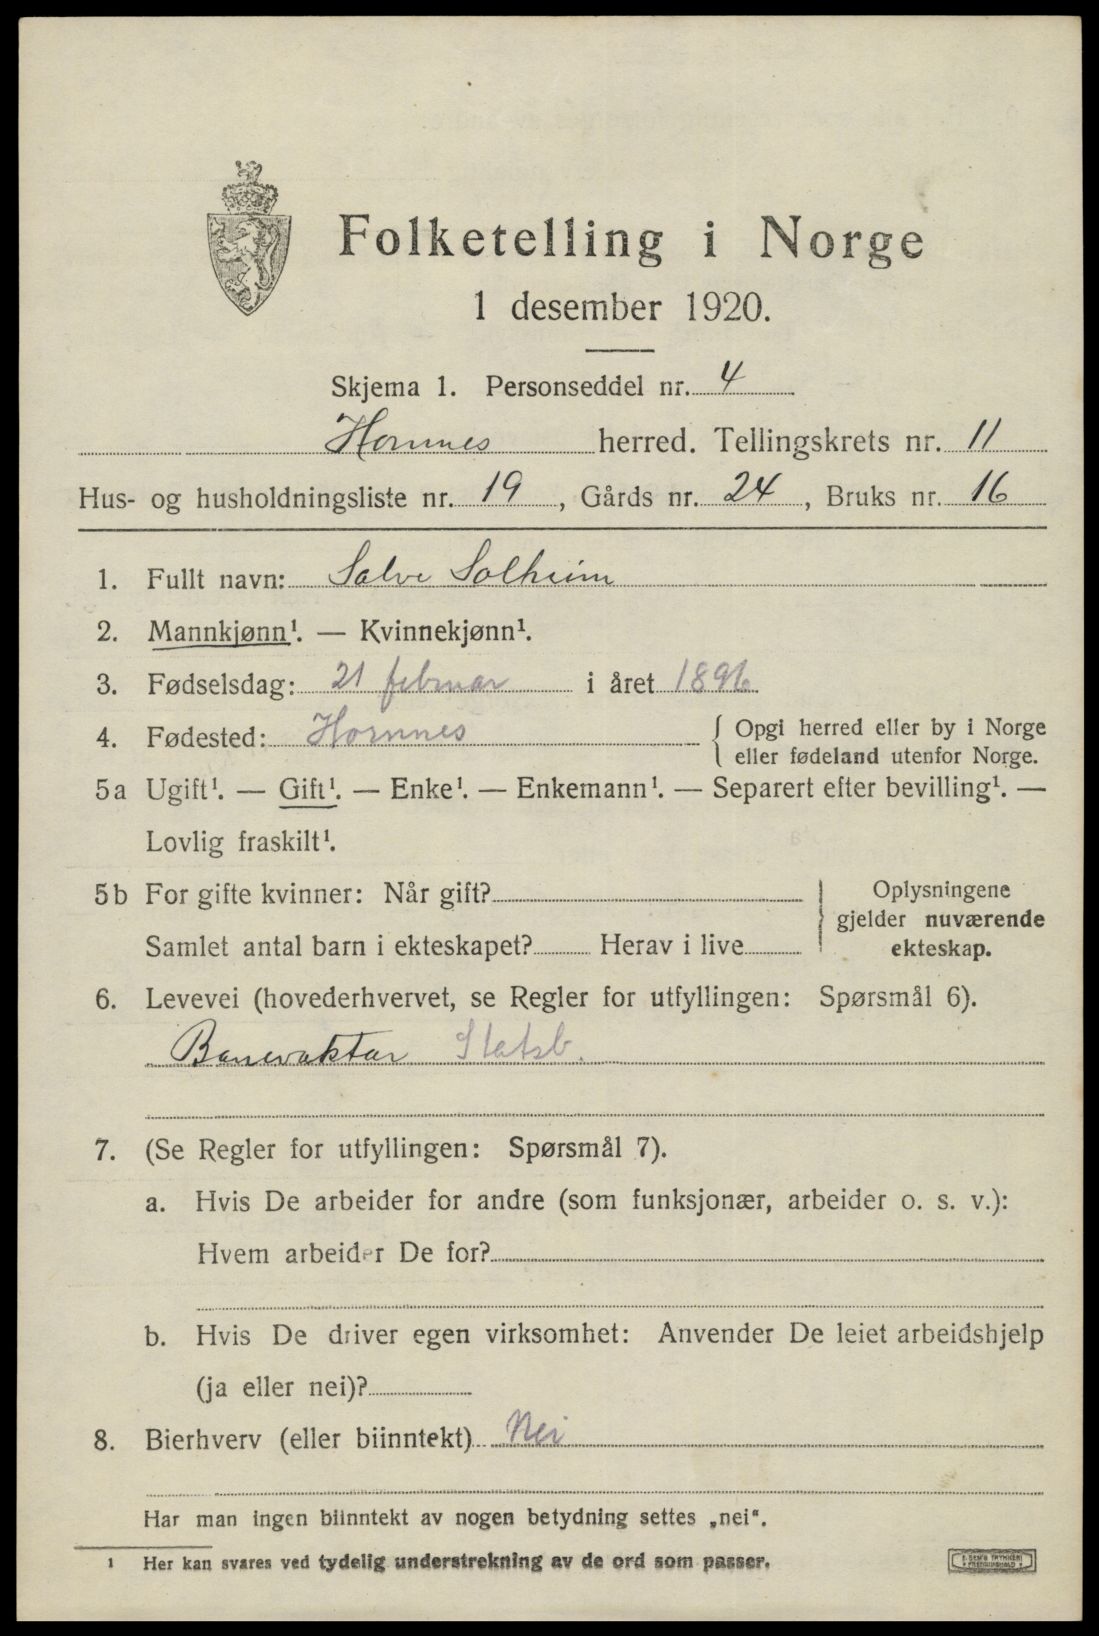 Folketelling i Norge
1 desember 1920.
Skjema 1. Personseddel nr. 4
Hornnes herred. Tellingskrets nr. 11
Hus- og husholdningsliste nr. 19, Gårds nr. 24, Bruks nr. 16
1. Fullt navn: Salve Solheim
2. Mannkjønn¹. — Kvinnekjønn¹.
3. Fødselsdag: 21 februar i året 1896
4. Fødested: Hornnes { Opgi herred eller by i Norge
eller fødeland utenfor Norge.
5a Ugift¹. — Gift¹. — Enke¹. — Enkemann¹. — Separert efter bevilling¹. —
Lovlig fraskilt¹.
5b For gifte kvinner: Når gift?
Samlet antal barn i ekteskapet? Herav i live
Oplysningene
gjelder nuværende
ekteskap.
6. Levevei (hovederhvervet, se Regler for utfyllingen: Spørsmål 6).
Banevaktar Statsb.
7. (Se Regler for utfyllingen: Spørsmål 7).
a. Hvis De arbeider for andre (som funksjonær, arbeider o. s. v.):
Hvem arbeider De for?
b. Hvis De driver egen virksomhet: Anvender De leiet arbeidshjelp
(ja eller nei)?
8. Bierhverv (eller biinntekt) Nei
Har man ingen biinntekt av nogen betydning settes „nei“.
¹ Her kan svares ved tydelig understrekning av de ord som passer.